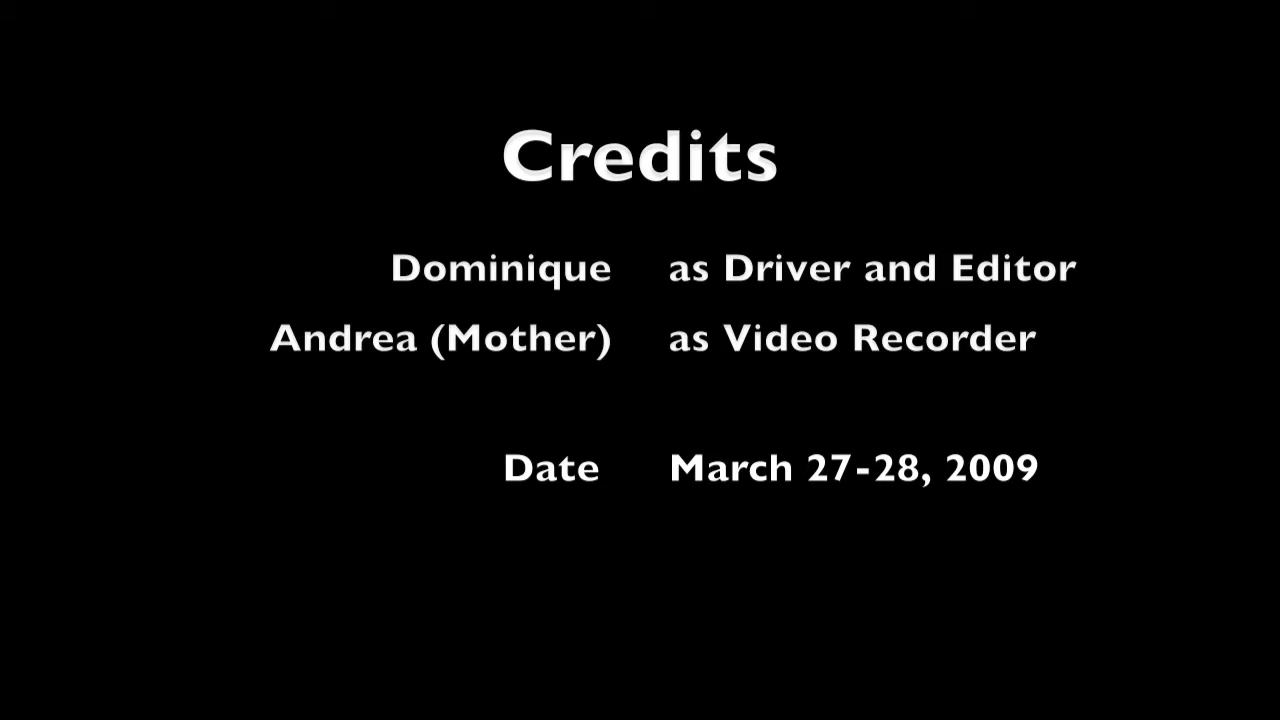 Credits
Dominique as Driver and Editor
Andrea (Mother) as Video Recorder
Date March 27-28, 2009